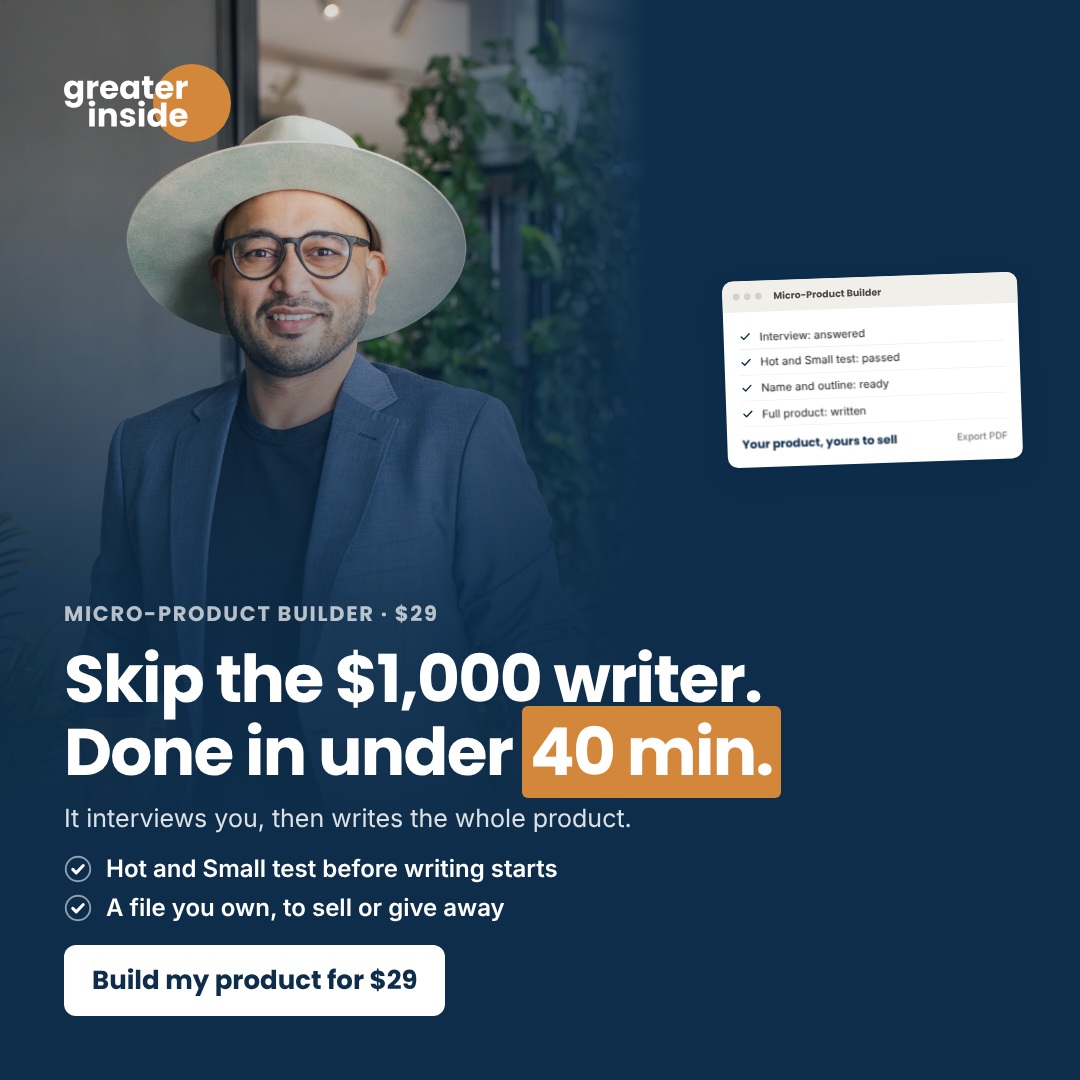 greater
inside
Micro-Product Builder
Interview: answered
Hot and Small test: passed
Name and outline: ready
Full product: written
Your product, yours to sell
Export PDF
MICRO-PRODUCT BUILDER · $29
Skip the $1,000 writer.
Done in under 40 min.
It interviews you, then writes the whole product.
Hot and Small test before writing starts
A file you own, to sell or give away
Build my product for $29